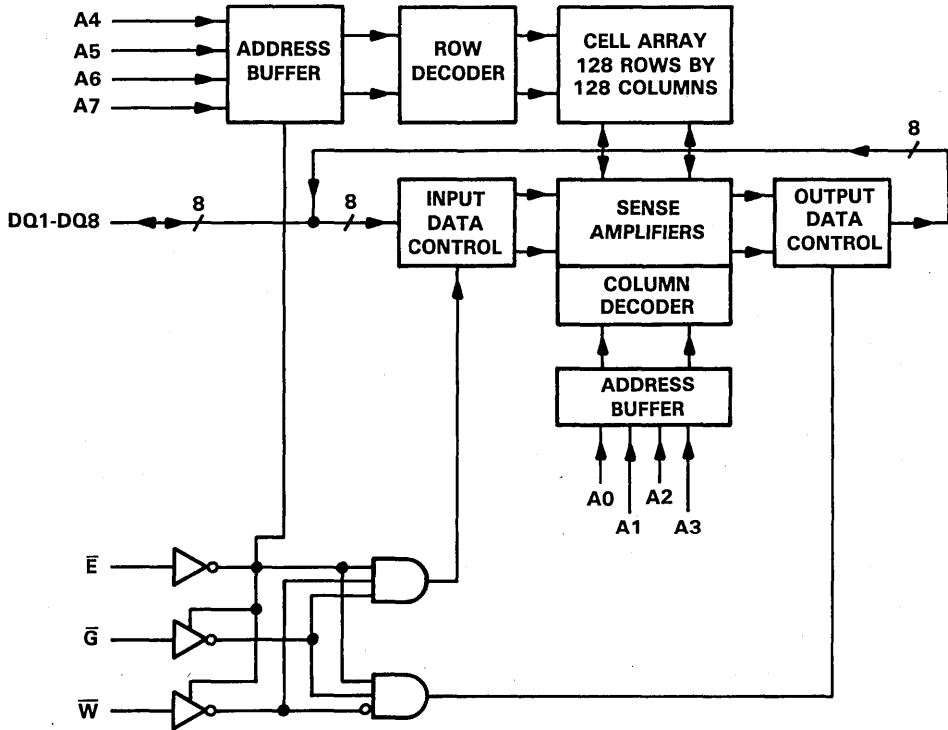 A4
A5
A6
A7
ADDRESS
BUFFER
ROW
DECODER
CELL ARRAY
128 ROWS BY
128 COLUMNS
8
DQ1-DQ8
8
8
INPUT
DATA
CONTROL
SENSE
AMPLIFIERS
OUTPUT
DATA
CONTROL
COLUMN
DECODER
ADDRESS
BUFFER
A0
A1
A2
A3
E̅
G̅
W̅